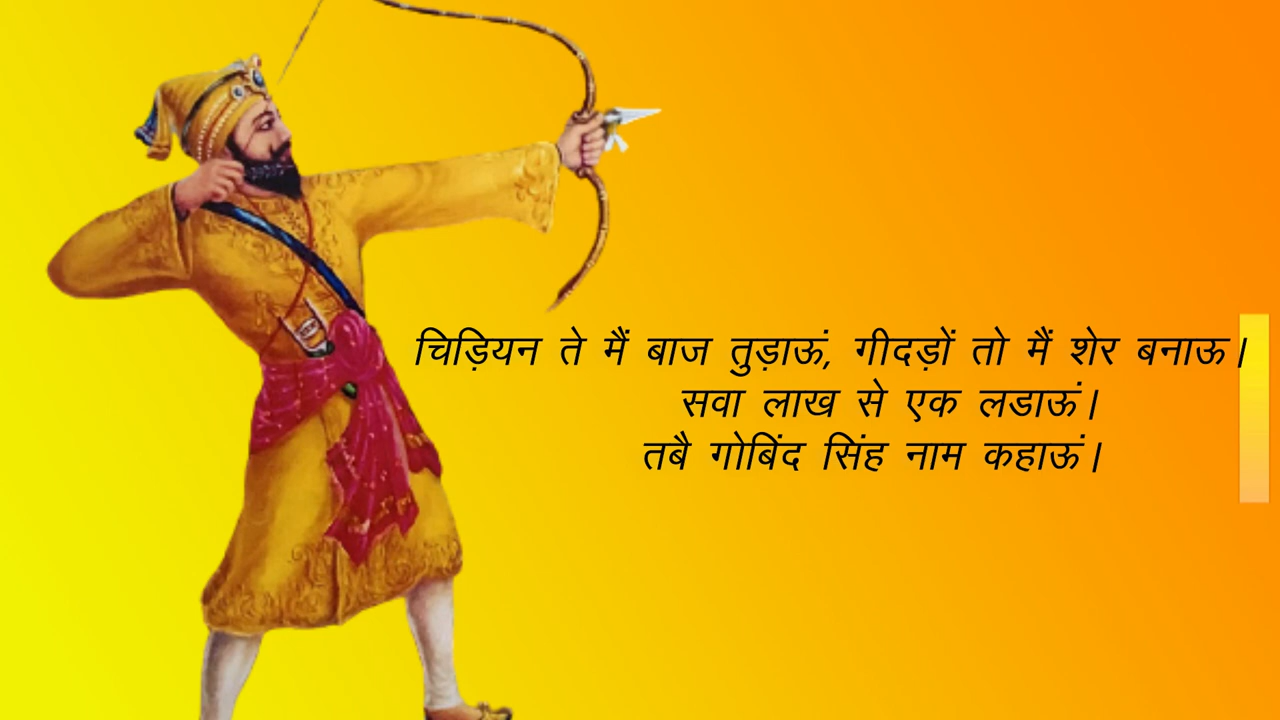 चिड़ियन ते मैं बाज तुड़ाऊं, गीदड़ों तो मैं शेर बनाऊ।
सवा लाख से एक लडाऊं।
तबै गोबिंद सिंह नाम कहाऊं।